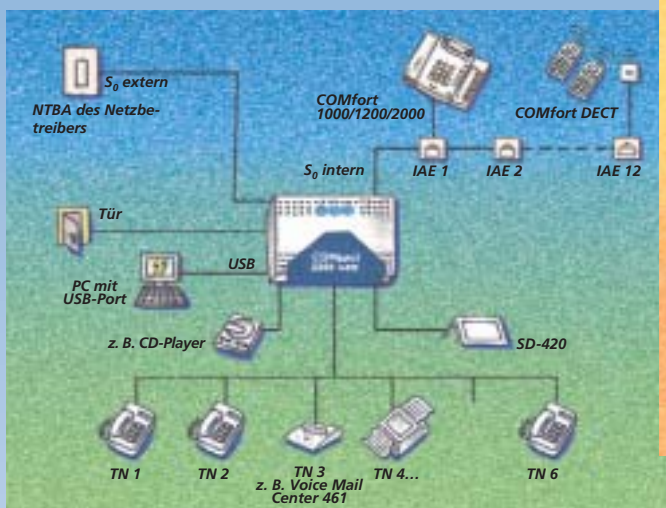 S₀ extern
NTBA des Netzbe-
treibers
COMfort
1000/1200/2000
COMfort DECT
S₀ intern
IAE 1
IAE 2
IAE 12
Tür
USB
PC mit
USB-Port
z. B. CD-Player
SD-420
TN 1
TN 2
TN 3
z. B. Voice Mail
Center 461
TN 4...
TN 6